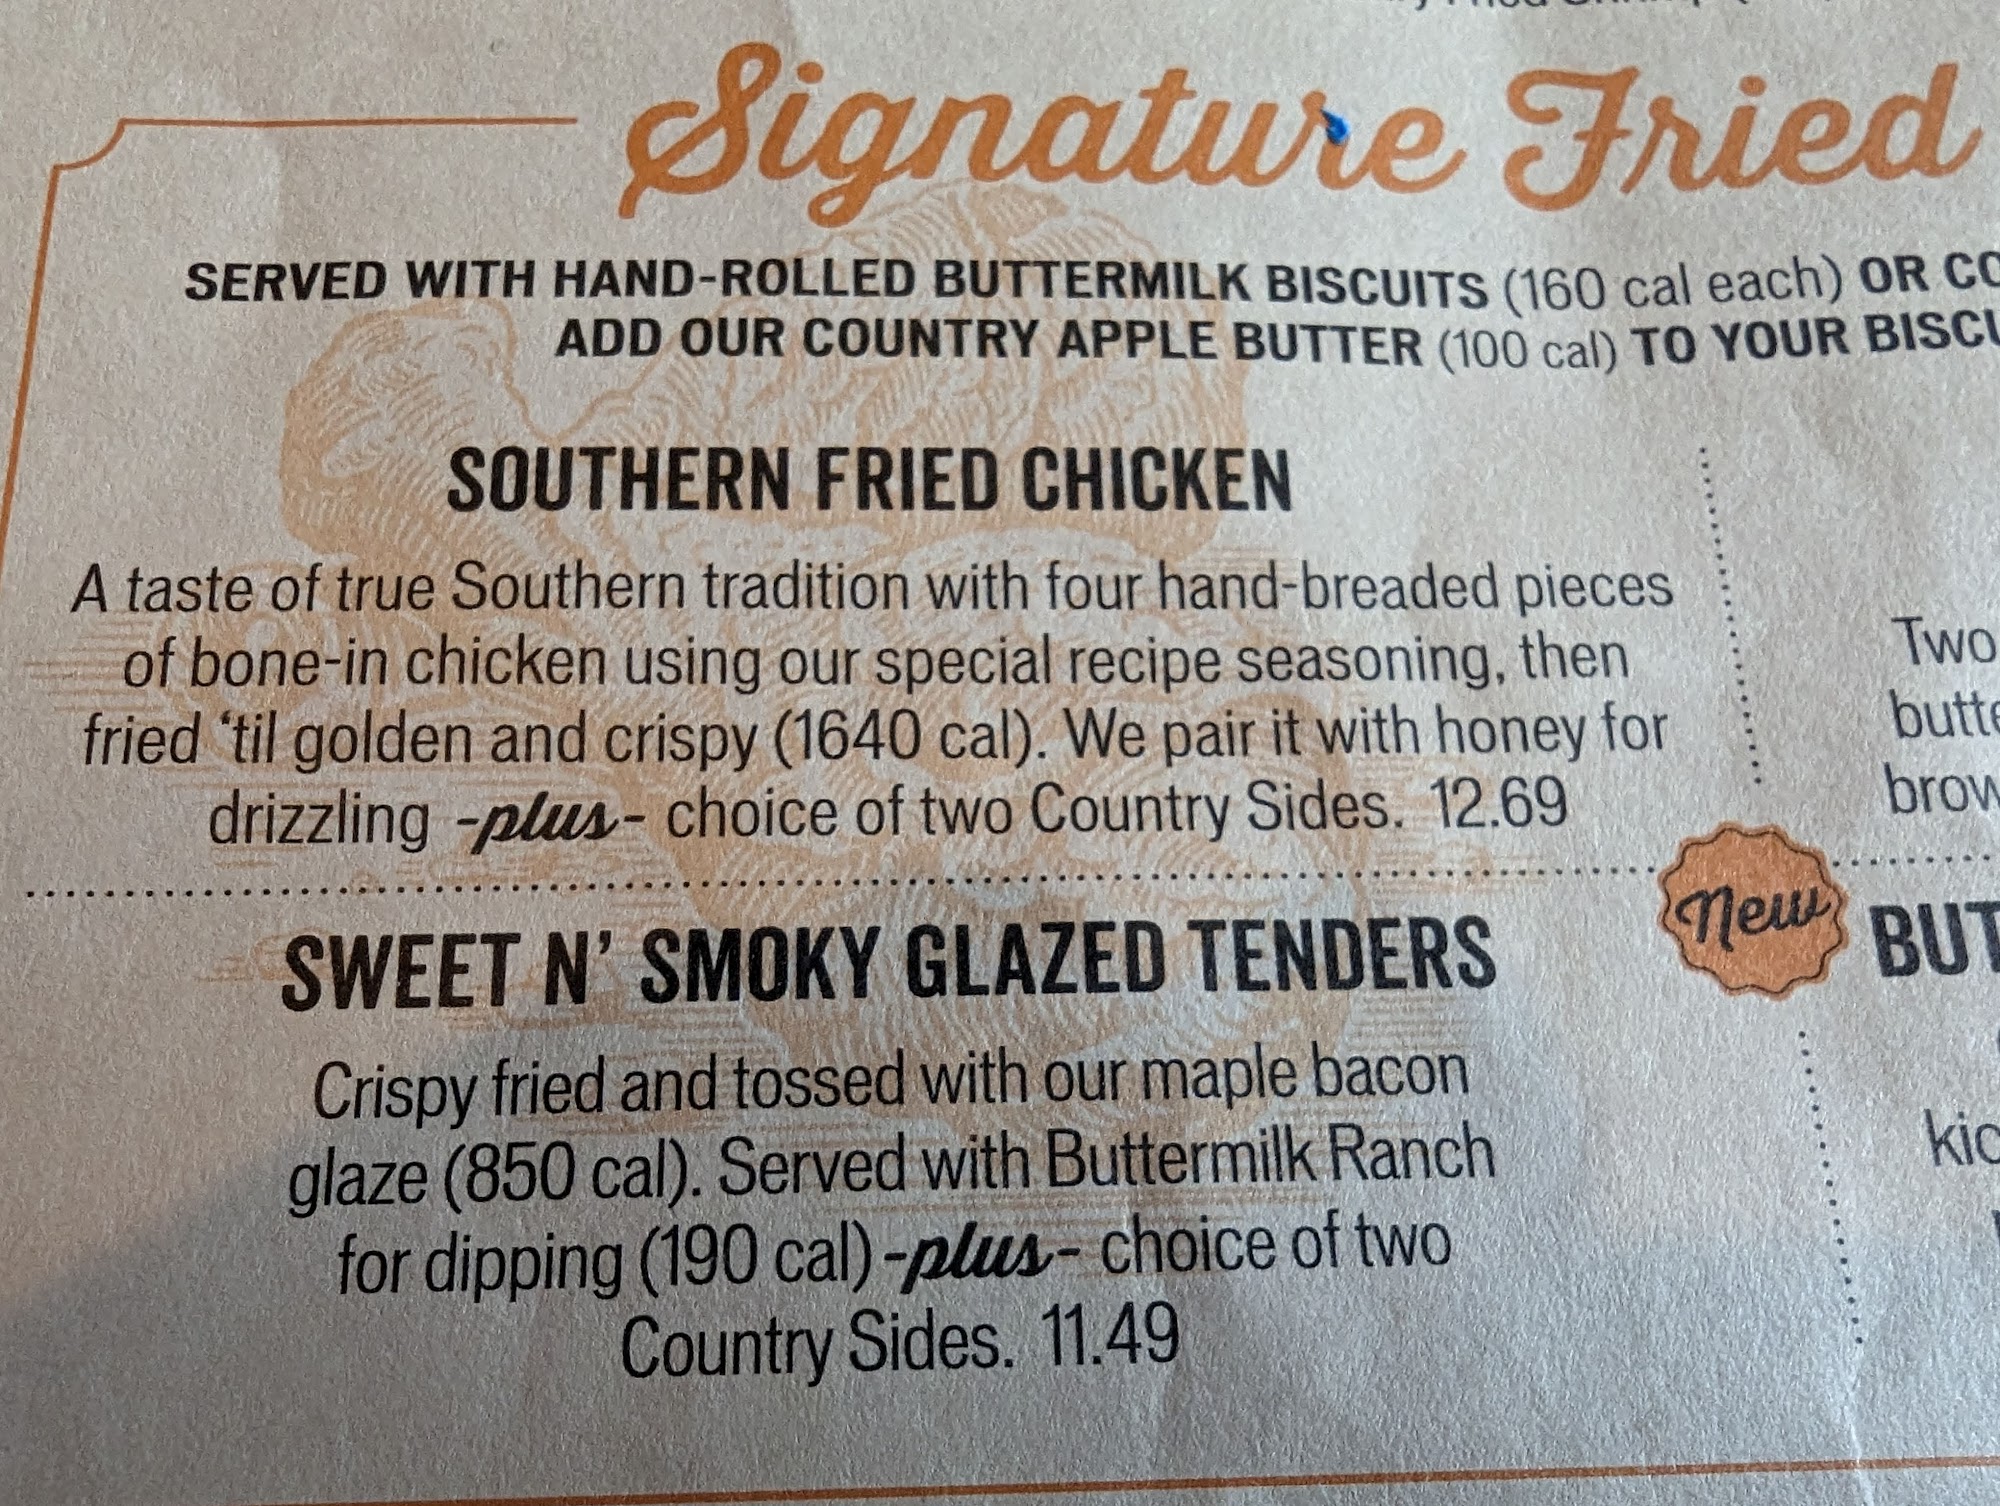 Signature Fried
SERVED WITH HAND-ROLLED BUTTERMILK BISCUITS (160 cal each) OR
ADD OUR COUNTRY APPLE BUTTER (100 cal) TO YOUR
SOUTHERN FRIED CHICKEN
A taste of true Southern tradition with four hand-breaded pieces
of bone-in chicken using our special recipe seasoning, then
fried ‘til golden and crispy (1640 cal). We pair it with honey for
drizzling -plus- choice of two Country Sides. 12.69
SWEET N’ SMOKY GLAZED TENDERS
Crispy fried and tossed with our maple bacon
glaze (850 cal). Served with Buttermilk Ranch
for dipping (190 cal) -plus- choice of two
Country Sides. 11.49
Two
New